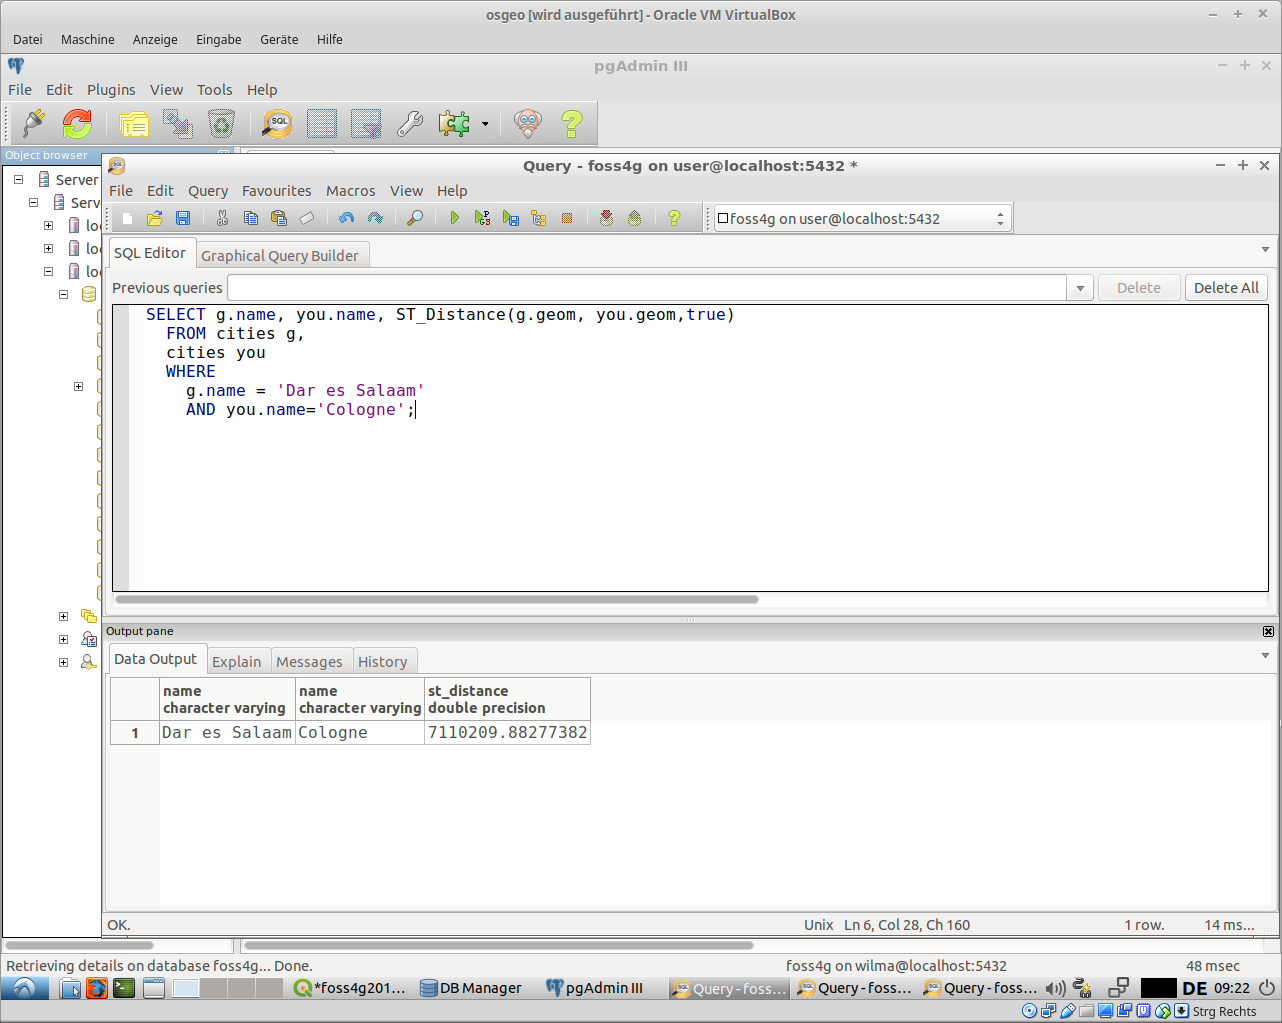 osgeo [wird ausgeführt] - Oracle VM VirtualBox
Datei Maschine Anzeige Eingabe Geräte Hilfe
pgAdmin III
File Edit Plugins View Tools Help
SQL
Object browser
Query - foss4g on user@localhost:5432 *
Server
File Edit Query Favourites Macros View Help
foss4g on user@localhost:5432
SQL Editor Graphical Query Builder
Previous queries Delete Delete All
SELECT g.name, you.name, ST_Distance(g.geom, you.geom,true)
FROM cities g,
cities you
WHERE
g.name = 'Dar es Salaam'
AND you.name='Cologne';
Output pane
Data Output Explain Messages History
name name st_distance
character varying character varying double precision
1 Dar es Salaam Cologne 7110209.88277382
OK. Unix Ln 6, Col 28, Ch 160 1 row. 14 ms...
Retrieving details on database foss4g... Done. foss4g on wilma@localhost:5432 48 msec
*foss4g201... DB Manager pgAdmin III Query - foss... Query - foss... Query - foss... DE 09:22
Strg Rechts